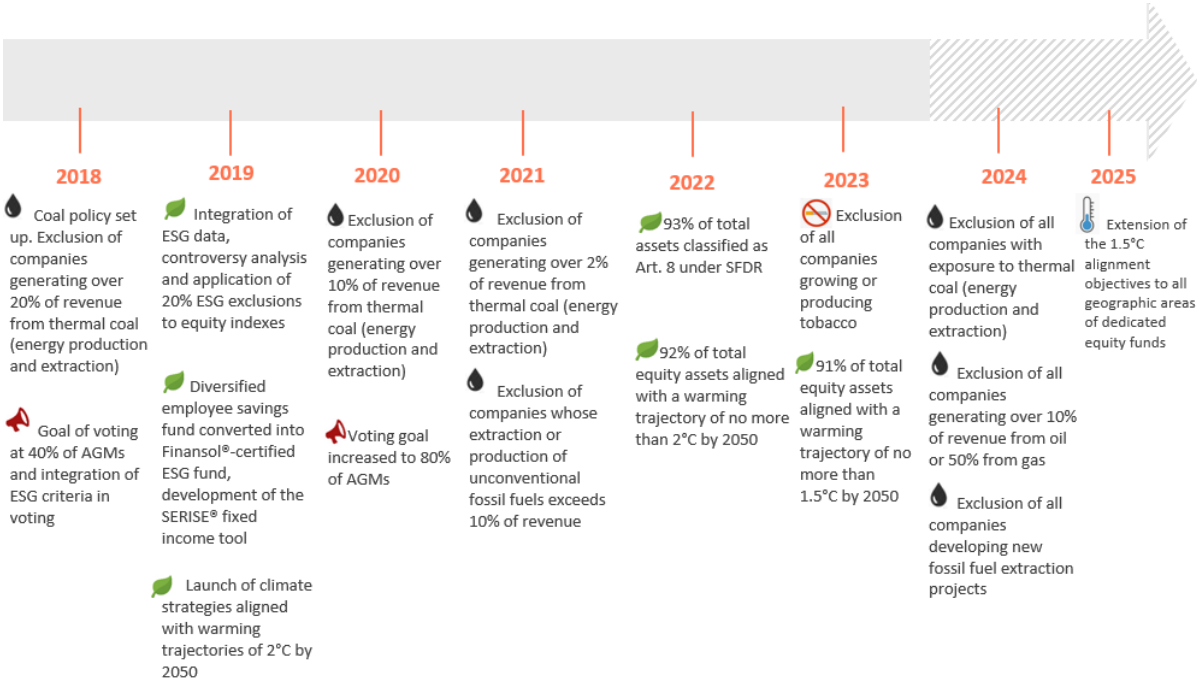 2018
Coal policy set
up. Exclusion of
companies
generating over
20% of revenue
from thermal coal
(energy production
and extraction)
Goal of voting
at 40% of AGMs
and integration of
ESG criteria in
voting
2019
Integration of
ESG data,
controversy analysis
and application of
20% ESG exclusions
to equity indexes
Diversified
employee savings
fund converted into
Finansol®-certified
ESG fund,
development of the
SERISE® fixed
income tool
Launch of climate
strategies aligned
with warming
trajectories of 2°C by
2050
2020
Exclusion of
companies
generating over
10% of revenue
from thermal
coal (energy
production and
extraction)
Voting goal
increased to 80%
of AGMs
2021
Exclusion of
companies
generating over 2%
of revenue from
thermal coal (energy
production and
extraction)
Exclusion of
companies whose
extraction or
production of
unconventional
fossil fuels exceeds
10% of revenue
2022
93% of total
assets classified as
Art. 8 under SFDR
92% of total
equity assets aligned
with a warming
trajectory of no more
than 2°C by 2050
2023
Exclusion
of all
companies
growing or
producing
tobacco
91% of total
equity assets
aligned with a
warming
trajectory of no
more than
1.5°C by 2050
2024
Exclusion of all
companies with
exposure to thermal
coal (energy
production and
extraction)
Exclusion of all
companies
generating over 10%
of revenue from oil
or 50% from gas
Exclusion of all
companies
developing new
fossil fuel extraction
projects
2025
Extension of
the 1.5°C
alignment
objectives to all
geographic areas
of dedicated
equity funds